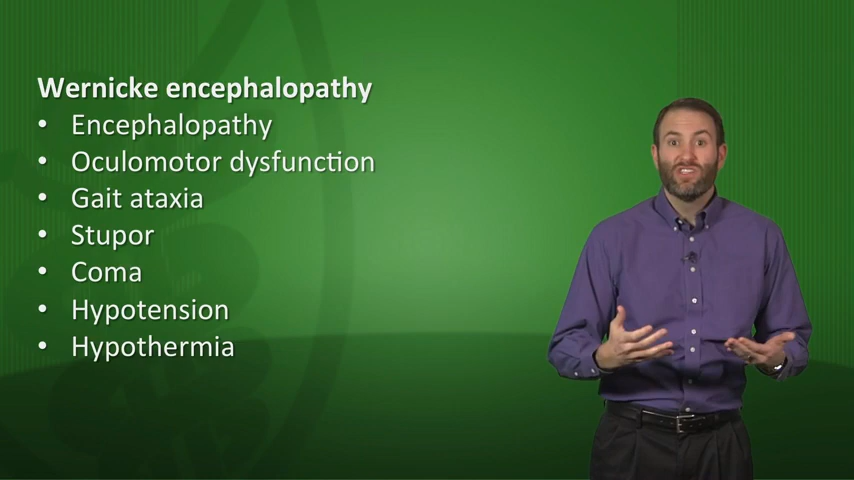 Wernicke encephalopathy
• Encephalopathy
• Oculomotor dysfunction
• Gait ataxia
• Stupor
• Coma
• Hypotension
• Hypothermia